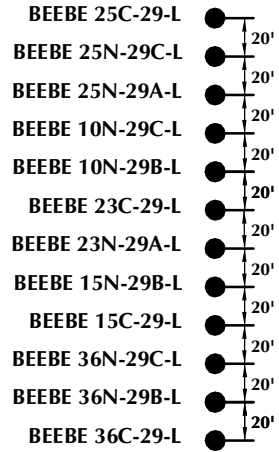 BEEBE 25C-29-L
20'
BEEBE 25N-29C-L
20'
BEEBE 25N-29A-L
20'
BEEBE 10N-29C-L
20'
BEEBE 10N-29B-L
20'
BEEBE 23C-29-L
20'
BEEBE 23N-29A-L
20'
BEEBE 15N-29B-L
20'
BEEBE 15C-29-L
20'
BEEBE 36N-29C-L
20'
BEEBE 36N-29B-L
20'
BEEBE 36C-29-L